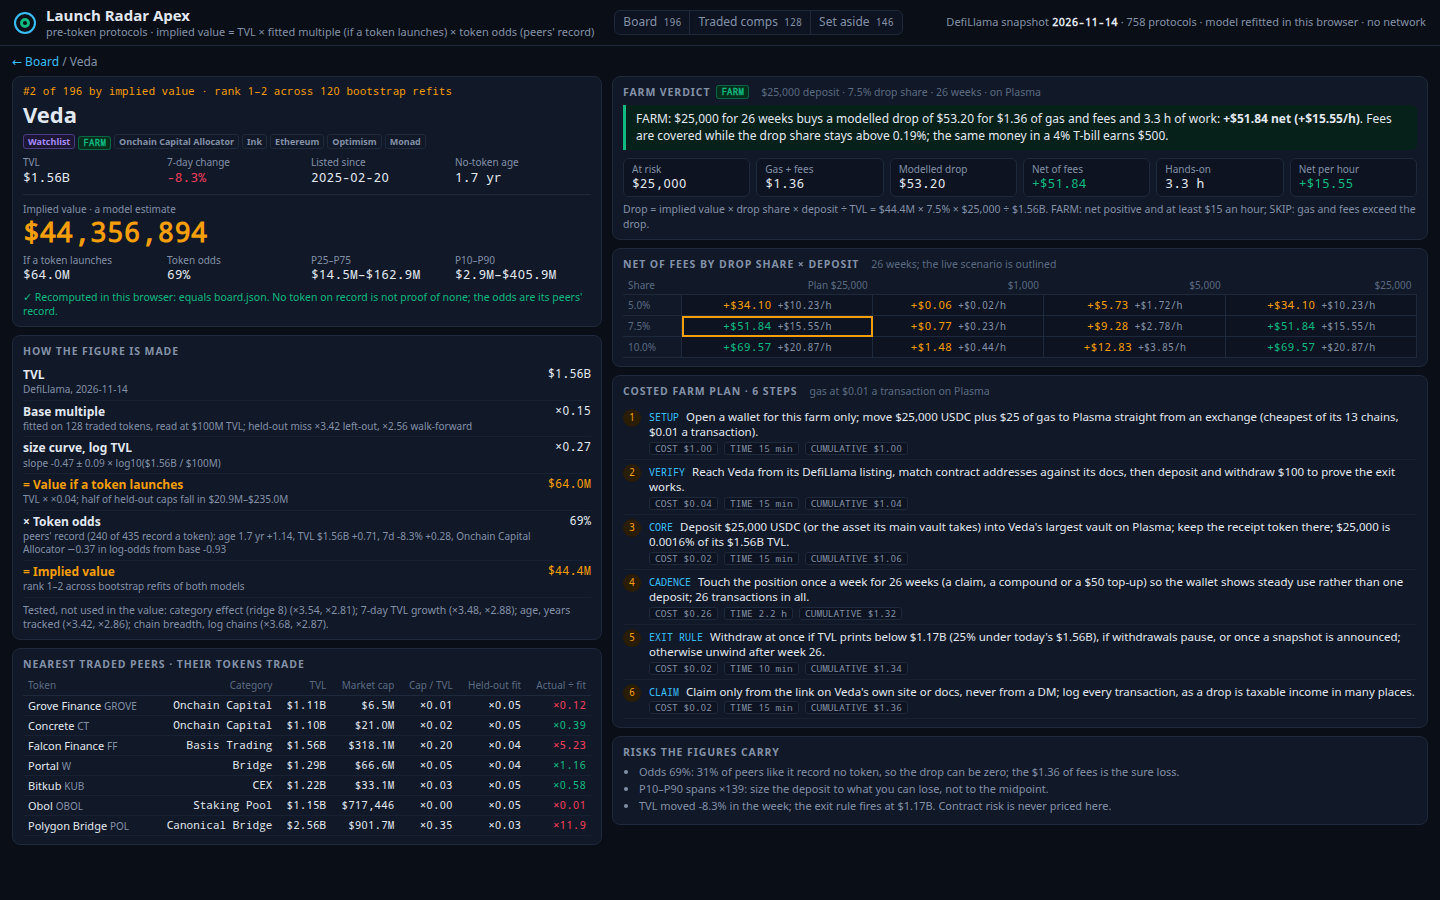 Launch Radar Apex
pre-token protocols · implied value = TVL × fitted multiple (if a token launches) × token odds (peers' record)
Board 196 Traded comps 128 Set aside 146
DefiLlama snapshot 2026-11-14 · 758 protocols · model refitted in this browser · no network
← Board / Veda
#2 of 196 by implied value · rank 1–2 across 120 bootstrap refits
Veda
Watchlist FARM Onchain Capital Allocator Ink Ethereum Optimism Monad
TVL 7-day change Listed since No-token age
$1.56B -8.3% 2025-02-20 1.7 yr
Implied value · a model estimate
$44,356,894
If a token launches Token odds P25–P75 P10–P90
$64.0M 69% $14.5M–$162.9M $2.9M–$405.9M
✓ Recomputed in this browser: equals board.json. No token on record is not proof of none; the odds are its peers'
record.
HOW THE FIGURE IS MADE
TVL $1.56B
DefiLlama, 2026-11-14
Base multiple ×0.15
fitted on 128 traded tokens, read at $100M TVL; held-out miss ×3.42 left-out, ×2.56 walk-forward
size curve, log TVL ×0.27
slope -0.47 ± 0.09 × log10($1.56B / $100M)
= Value if a token launches $64.0M
TVL × ×0.04; half of held-out caps fall in $20.9M–$235.0M
× Token odds 69%
peers' record (240 of 435 record a token): age 1.7 yr +1.14, TVL $1.56B +0.71, 7d -8.3% +0.28, Onchain Capital
Allocator −0.37 in log-odds from base -0.93
= Implied value $44.4M
rank 1–2 across bootstrap refits of both models
Tested, not used in the value: category effect (ridge 8) (×3.54, ×2.81); 7-day TVL growth (×3.48, ×2.88); age, years
tracked (×3.42, ×2.86); chain breadth, log chains (×3.68, ×2.87).
NEAREST TRADED PEERS · THEIR TOKENS TRADE
Token Category TVL Market cap Cap / TVL Held-out fit Actual ÷ fit
Grove Finance GROVE Onchain Capital $1.11B $6.5M ×0.01 ×0.05 ×0.12
Concrete CT Onchain Capital $1.10B $21.0M ×0.02 ×0.05 ×0.39
Falcon Finance FF Basis Trading $1.56B $318.1M ×0.20 ×0.04 ×5.23
Portal W Bridge $1.29B $66.6M ×0.05 ×0.04 ×1.16
Bitkub KUB CEX $1.22B $33.1M ×0.03 ×0.05 ×0.58
Obol OBOL Staking Pool $1.15B $717,446 ×0.00 ×0.05 ×0.01
Polygon Bridge POL Canonical Bridge $2.56B $901.7M ×0.35 ×0.03 ×11.9
FARM VERDICT FARM $25,000 deposit · 7.5% drop share · 26 weeks · on Plasma
FARM: $25,000 for 26 weeks buys a modelled drop of $53.20 for $1.36 of gas and fees and 3.3 h of work: +$51.84 net (+$15.55/h). Fees
are covered while the drop share stays above 0.19%; the same money in a 4% T-bill earns $500.
At risk Gas + fees Modelled drop Net of fees Hands-on Net per hour
$25,000 $1.36 $53.20 +$51.84 3.3 h +$15.55
Drop = implied value × drop share × deposit ÷ TVL = $44.4M × 7.5% × $25,000 ÷ $1.56B. FARM: net positive and at least $15 an hour; SKIP: gas and fees exceed the
drop.
NET OF FEES BY DROP SHARE × DEPOSIT 26 weeks; the live scenario is outlined
Share Plan $25,000 $1,000 $5,000 $25,000
5.0% +$34.10 +$10.23/h +$0.06 +$0.02/h +$5.73 +$1.72/h +$34.10 +$10.23/h
7.5% +$51.84 +$15.55/h +$0.77 +$0.23/h +$9.28 +$2.78/h +$51.84 +$15.55/h
10.0% +$69.57 +$20.87/h +$1.48 +$0.44/h +$12.83 +$3.85/h +$69.57 +$20.87/h
COSTED FARM PLAN · 6 STEPS gas at $0.01 a transaction on Plasma
1 SETUP Open a wallet for this farm only; move $25,000 USDC plus $25 of gas to Plasma straight from an exchange (cheapest of its 13 chains,
$0.01 a transaction).
COST $1.00 TIME 15 min CUMULATIVE $1.00
2 VERIFY Reach Veda from its DefiLlama listing, match contract addresses against its docs, then deposit and withdraw $100 to prove the exit
works.
COST $0.04 TIME 15 min CUMULATIVE $1.04
3 CORE Deposit $25,000 USDC (or the asset its main vault takes) into Veda's largest vault on Plasma; keep the receipt token there; $25,000 is
0.0016% of its $1.56B TVL.
COST $0.02 TIME 15 min CUMULATIVE $1.06
4 CADENCE Touch the position once a week for 26 weeks (a claim, a compound or a $50 top-up) so the wallet shows steady use rather than one
deposit; 26 transactions in all.
COST $0.26 TIME 2.2 h CUMULATIVE $1.32
5 EXIT RULE Withdraw at once if TVL prints below $1.17B (25% under today's $1.56B), if withdrawals pause, or once a snapshot is announced;
otherwise unwind after week 26.
COST $0.02 TIME 10 min CUMULATIVE $1.34
6 CLAIM Claim only from the link on Veda's own site or docs, never from a DM; log every transaction, as a drop is taxable income in many places.
COST $0.02 TIME 15 min CUMULATIVE $1.36
RISKS THE FIGURES CARRY
• Odds 69%: 31% of peers like it record no token, so the drop can be zero; the $1.36 of fees is the sure loss.
• P10–P90 spans ×139: size the deposit to what you can lose, not to the midpoint.
• TVL moved -8.3% in the week; the exit rule fires at $1.17B. Contract risk is never priced here.